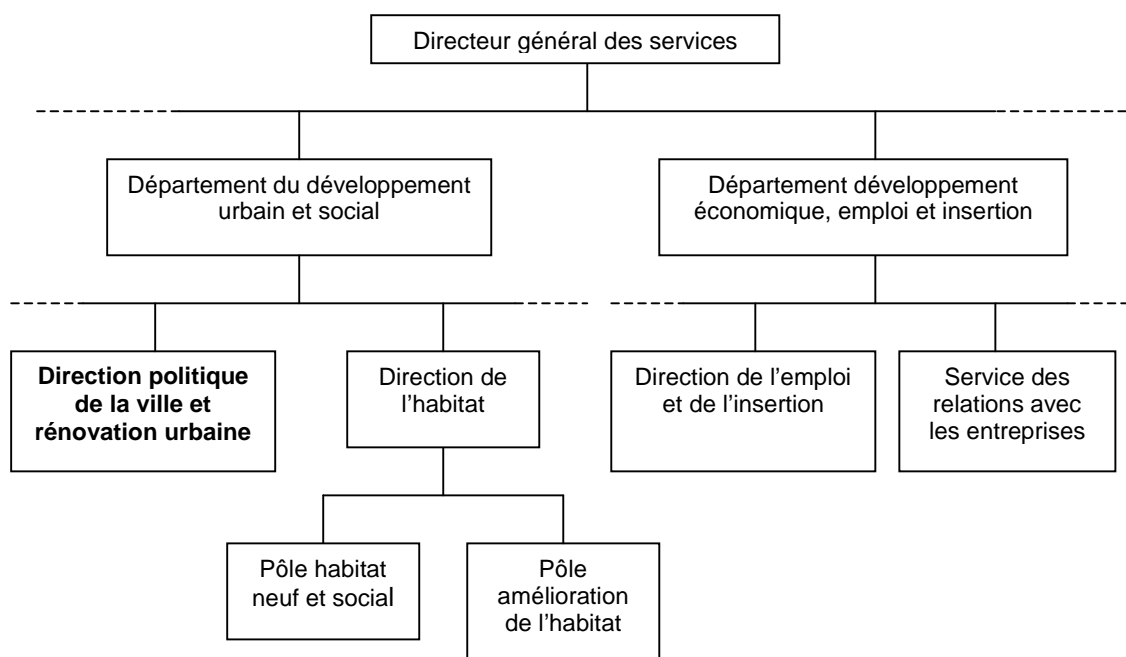 Directeur général des services
Département du développement
urbain et social
Département développement
économique, emploi et insertion
Direction politique
de la ville et
rénovation urbaine
Direction de
l’habitat
Direction de l’emploi
et de l’insertion
Service des
relations avec
les entreprises
Pôle habitat
neuf et social
Pôle
amélioration
de l’habitat